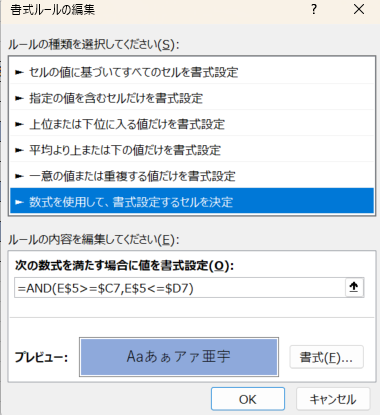 書式ルールの編集
ルールの種類を選択してください(S):
► セルの値に基づいてすべてのセルを書式設定
► 指定の値を含むセルだけを書式設定
► 上位または下位に入る値だけを書式設定
► 平均より上または下の値だけを書式設定
► 一意の値または重複する値だけを書式設定
► 数式を使用して、書式設定するセルを決定
ルールの内容を編集してください(E):
次の数式を満たす場合に値を書式設定(O):
=AND(E$5>=$C7,E$5<=$D7)
プレビュー: Aaあぁアァ亜宇 書式(F)...
OK キャンセル